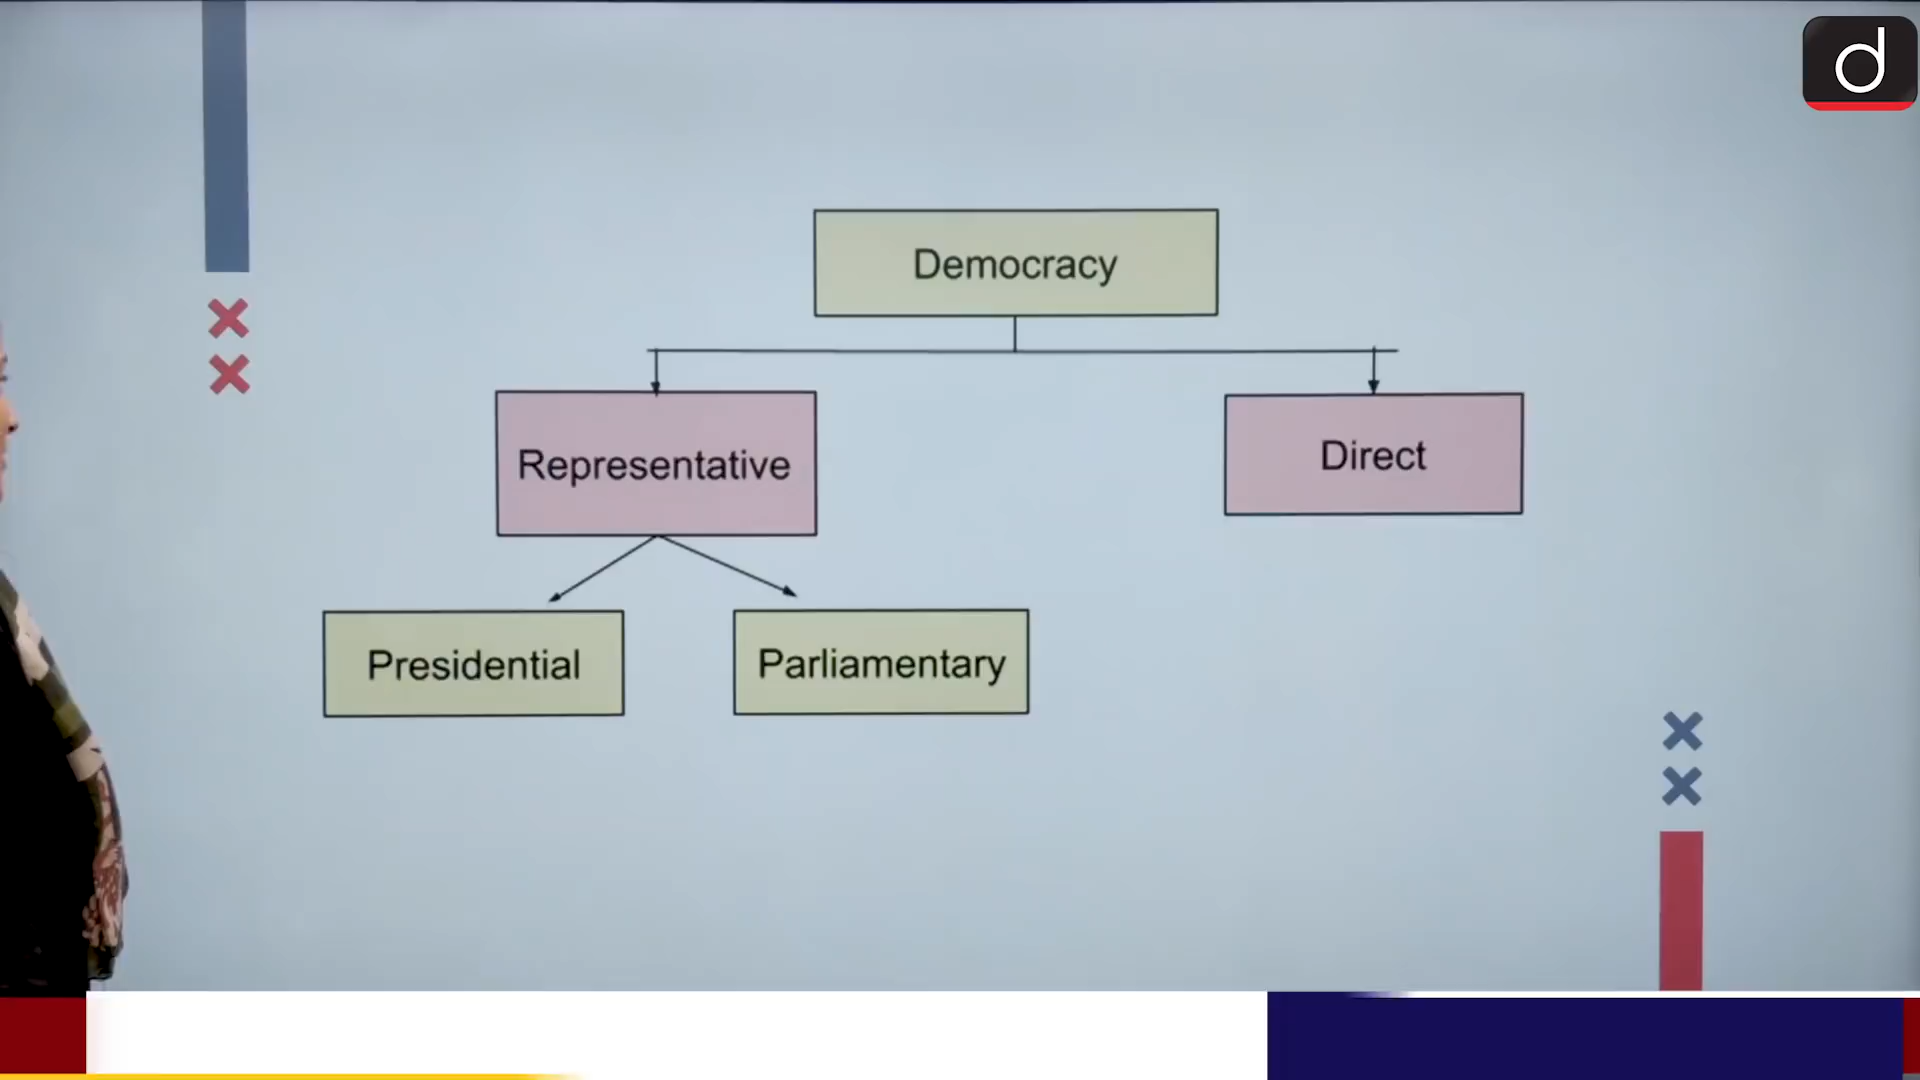 d
Democracy
Representative
Direct
Presidential
Parliamentary